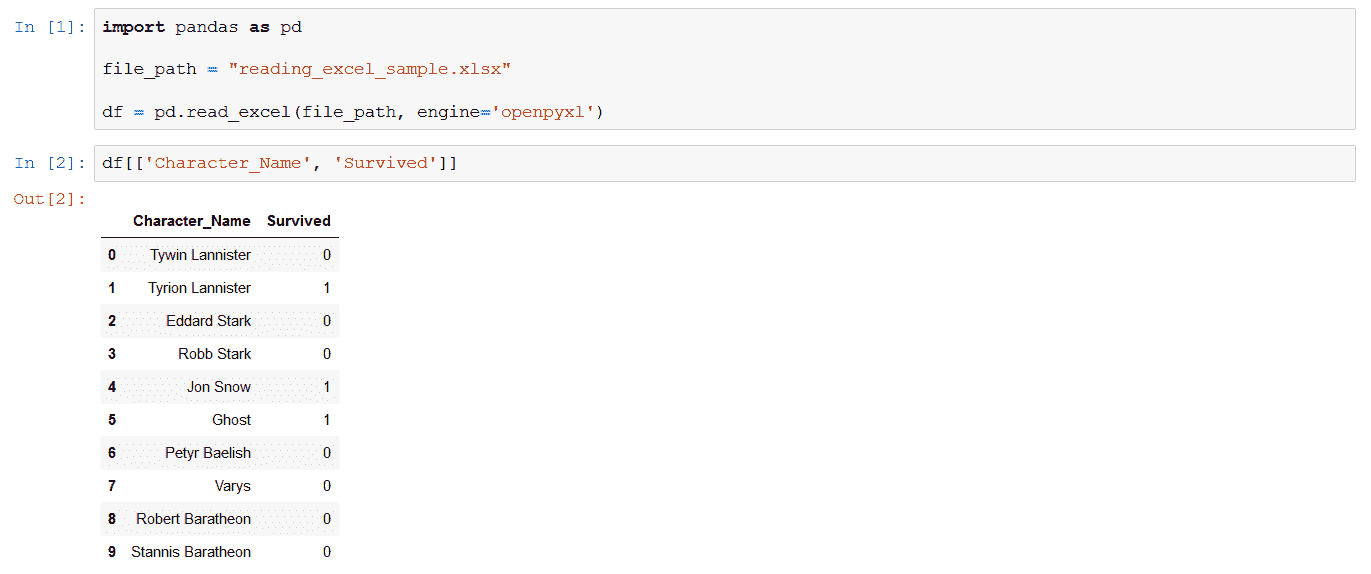 In [1]: import pandas as pd
file_path = "reading_excel_sample.xlsx"
df = pd.read_excel(file_path, engine='openpyxl')
In [2]: df[['Character_Name', 'Survived']]
Out[2]:
Character_Name Survived
0 Tywin Lannister 0
1 Tyrion Lannister 1
2 Eddard Stark 0
3 Robb Stark 0
4 Jon Snow 1
5 Ghost 1
6 Petyr Baelish 0
7 Varys 0
8 Robert Baratheon 0
9 Stannis Baratheon 0